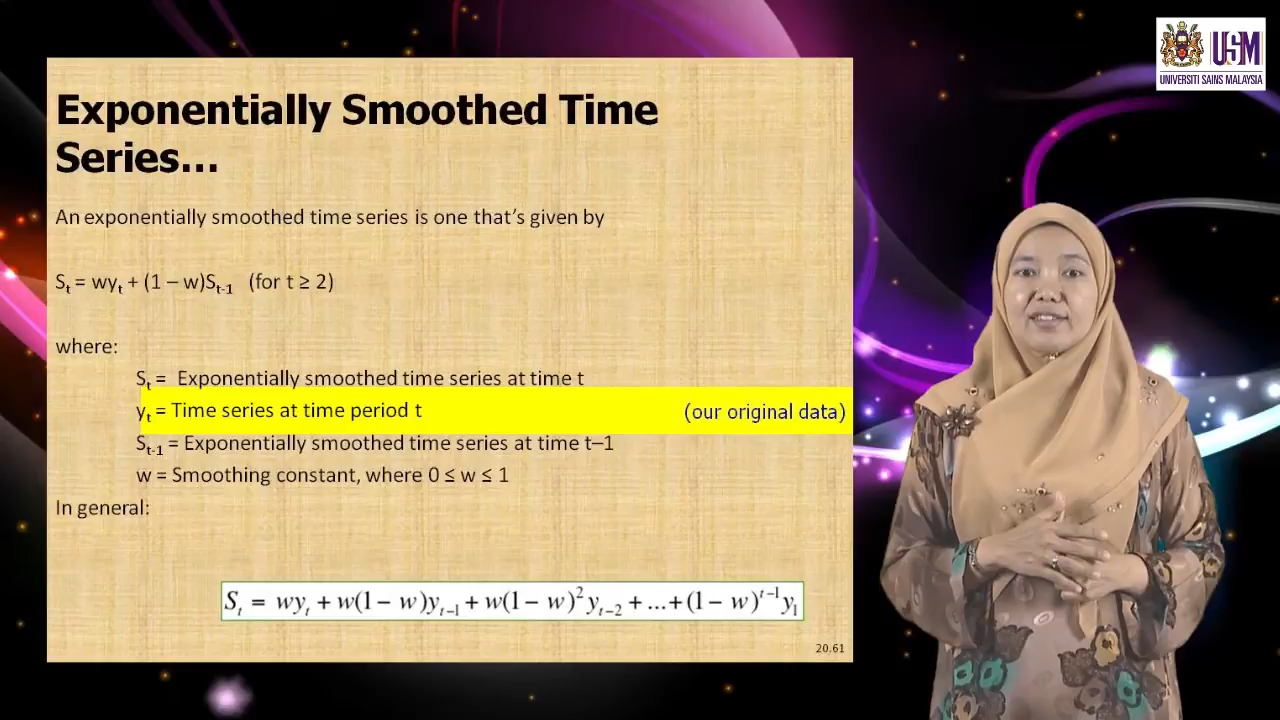 USM
UNIVERSITI SAINS MALAYSIA
Exponentially Smoothed Time
Series...
An exponentially smoothed time series is one that's given by
Sₜ = wyₜ + (1 – w)Sₜ₋₁ (for t ≥ 2)
where:
Sₜ = Exponentially smoothed time series at time t
yₜ = Time series at time period t (our original data)
Sₜ₋₁ = Exponentially smoothed time series at time t–1
w = Smoothing constant, where 0 ≤ w ≤ 1
In general:
Sₜ = wyₜ + w(1 − w)yₜ₋₁ + w(1 − w)²yₜ₋₂ + ...+ (1 − w)ᵗ⁻¹y₁
20.61